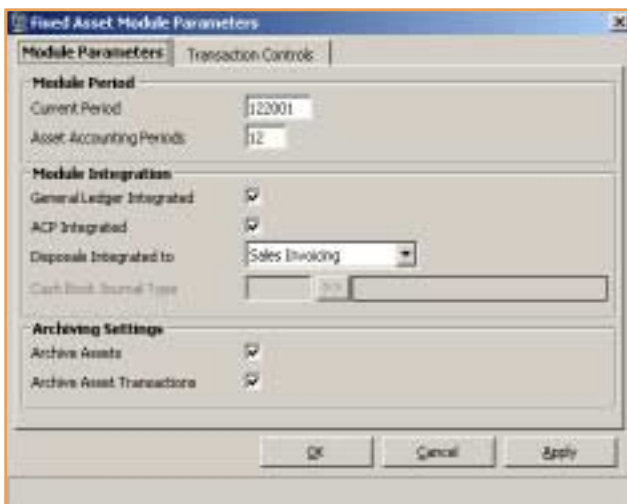 Fixed Asset Module Parameters
Module Parameters Transaction Controls
Module Period
Current Period 122001
Asset Accounting Periods 12
Module Integration
General Ledger Integrated
ACP Integrated
Disposals Integrated to Sales Invoicing
Cash Book Journal Type >>
Archiving Settings
Archive Assets
Archive Asset Transactions
OK Cancel Apply